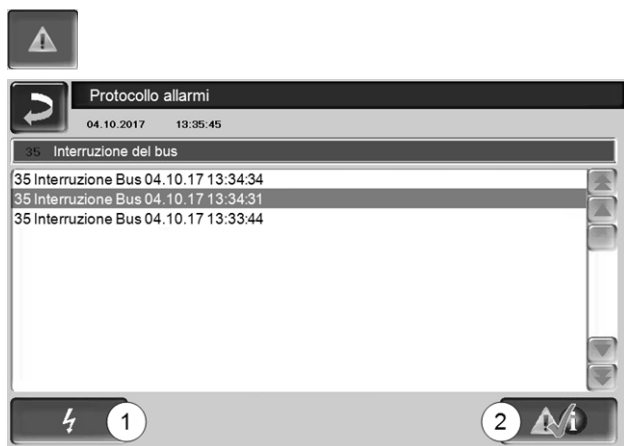 Protocollo allarmi
04.10.2017 13:35:45
35 Interruzione del bus
35 Interruzione Bus 04.10.17 13:34:34
35 Interruzione Bus 04.10.17 13:34:31
35 Interruzione Bus 04.10.17 13:33:44
1 2